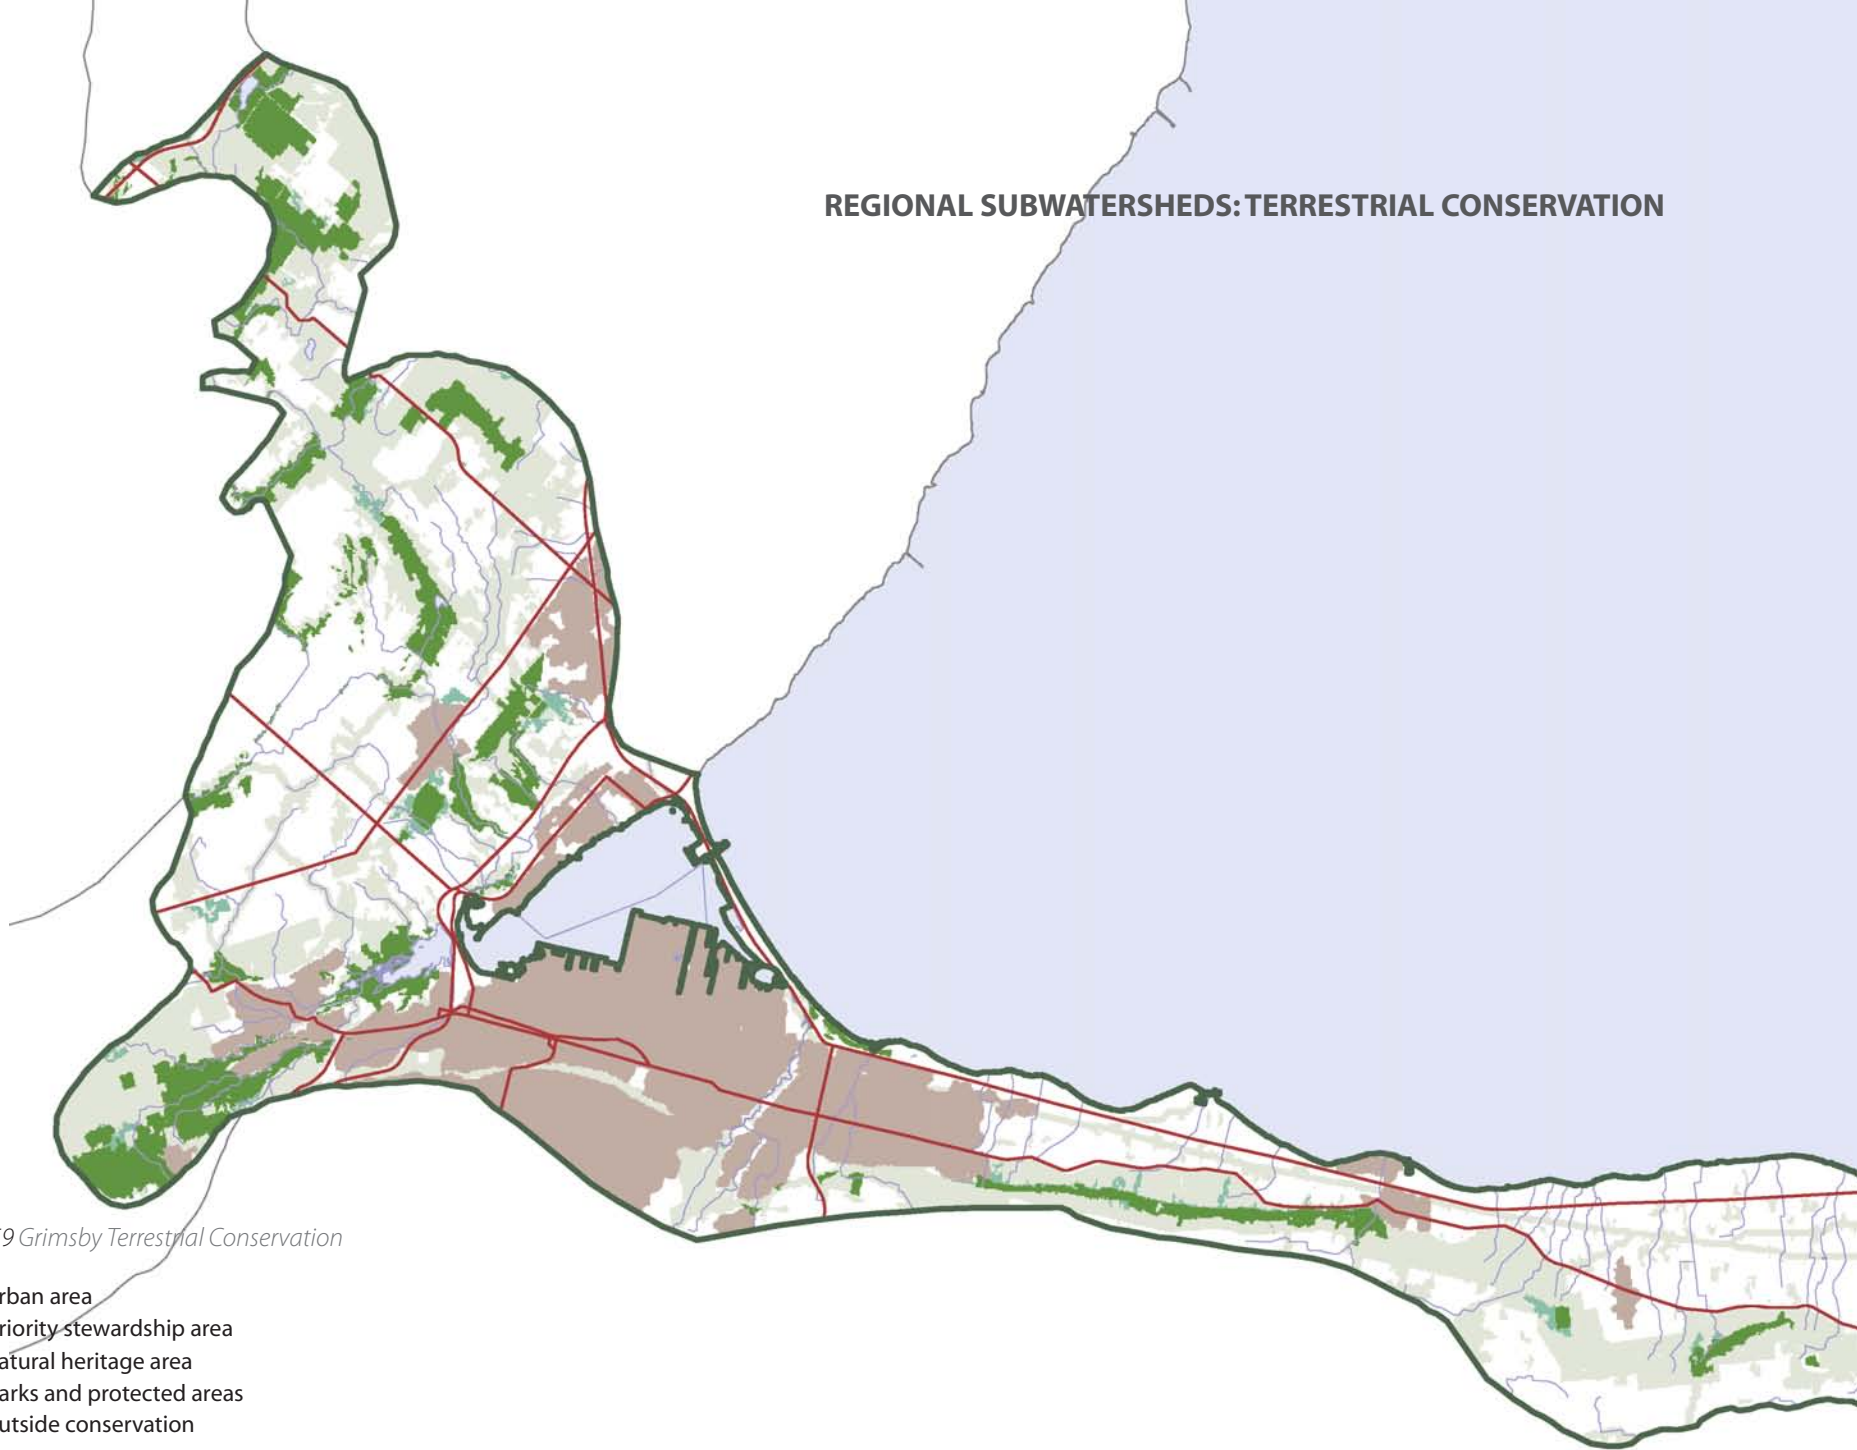 REGIONAL SUBWATERSHEDS: TERRESTRIAL CONSERVATION
9 Grimsby Terrestrial Conservation
rban area
riority stewardship area
atural heritage area
arks and protected areas
utside conservation